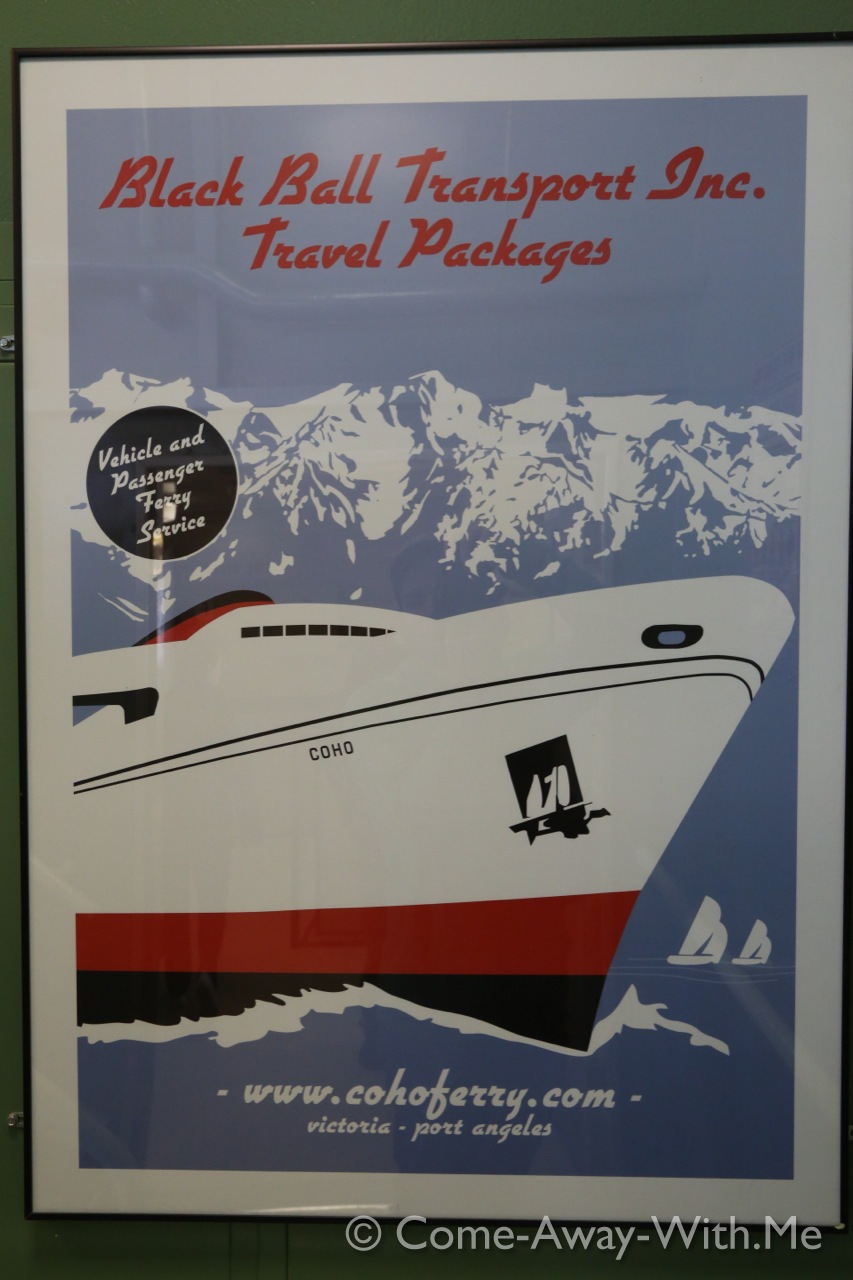 Black Ball Transport Inc.
Travel Packages
Vehicle and
Passenger
Ferry
Service
COHO
- www.cohoferry.com -
victoria - port angeles
© Come-Away-With.Me